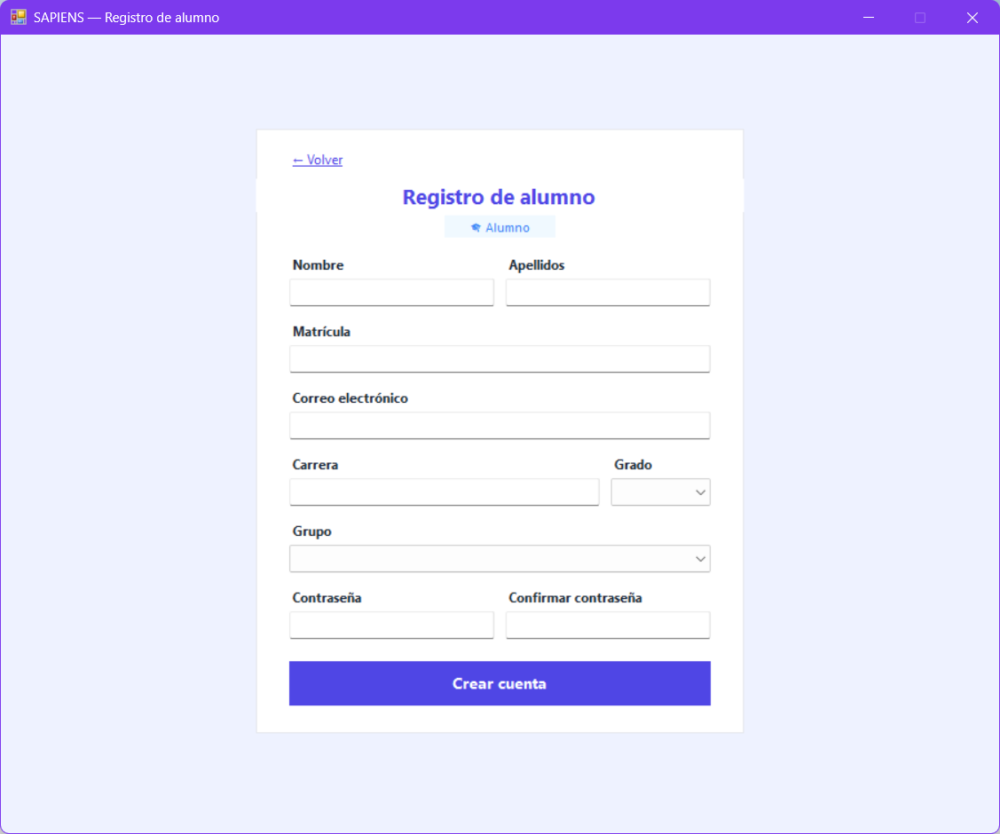 SAPIENS — Registro de alumno
← Volver
Registro de alumno
Alumno
Nombre Apellidos
Matrícula
Correo electrónico
Carrera Grado
Grupo
Contraseña Confirmar contraseña
Crear cuenta